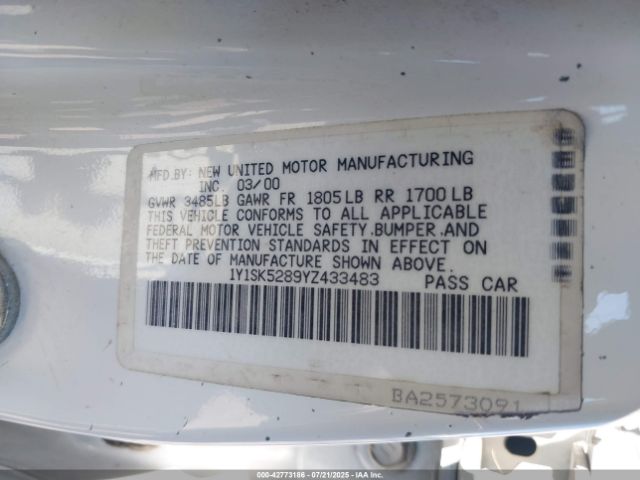 MFD.BY: NEW UNITED MOTOR MANUFACTURING
INC. 03/00
GVWR 3485LB GAWR FR 1805LB RR 1700LB
THIS VEHICLE CONFORMS TO ALL APPLICABLE
FEDERAL MOTOR VEHICLE SAFETY.BUMPER.AND
THEFT PREVENTION STANDARDS IN EFFECT ON
THE DATE OF MANUFACTURE SHOWN ABOVE.
1Y1SK5289YZ433483 PASS CAR
BA2573091
000-42773186 - 07/21/2025 - IAA Inc.